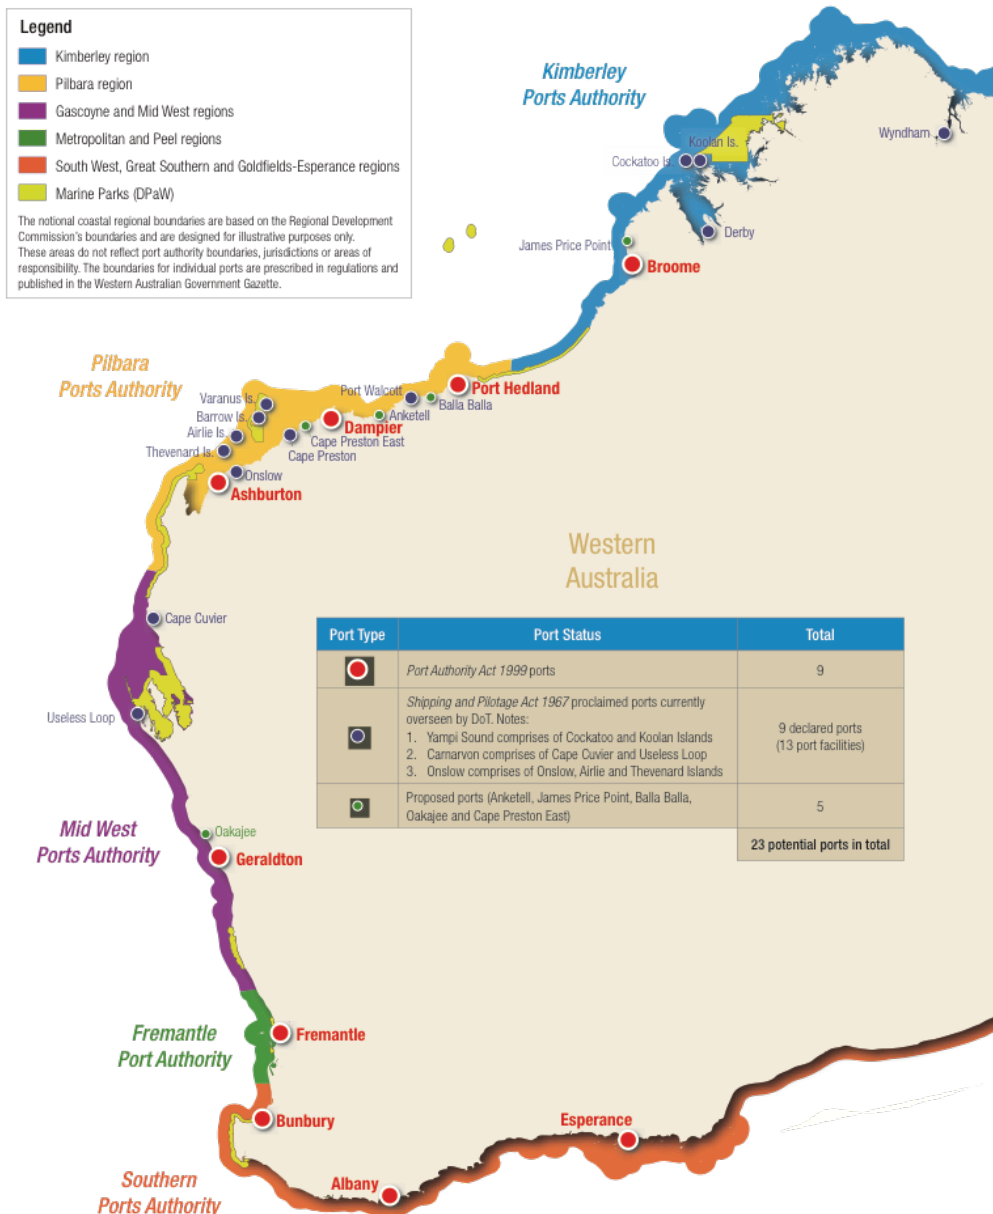 Legend
Kimberley region
Pilbara region
Gascoyne and Mid West regions
Metropolitan and Peel regions
South West, Great Southern and Goldfields-Esperance regions
Marine Parks (DPaW)
The notional coastal regional boundaries are based on the Regional Development
Commission's boundaries and are designed for illustrative purposes only.
These areas do not reflect port authority boundaries, jurisdictions or areas of
responsibility. The boundaries for individual ports are prescribed in regulations and
published in the Western Australian Government Gazette.
Kimberley
Ports Authority
Wyndham
Koolan Is.
Cockatoo Is.
Derby
James Price Point
Broome
Pilbara
Ports Authority
Port Hedland
Port Walcott
Balla Balla
Varanus Is.
Barrow Is.
Anketell
Dampier
Airlie Is.
Cape Preston East
Thevenard Is.
Cape Preston
Onslow
Ashburton
Western
Australia
Cape Cuvier
Useless Loop
Port Type
Port Status
Total
Port Authority Act 1999 ports
9
Shipping and Pilotage Act 1967 proclaimed ports currently
overseen by DoT. Notes:
1. Yampi Sound comprises of Cockatoo and Koolan Islands
2. Carnarvon comprises of Cape Cuvier and Useless Loop
3. Onslow comprises of Onslow, Airlie and Thevenard Islands
9 declared ports
(13 port facilities)
Proposed ports (Anketell, James Price Point, Balla Balla,
Oakajee and Cape Preston East)
5
23 potential ports in total
Mid West
Ports Authority
Oakajee
Geraldton
Fremantle
Port Authority
Fremantle
Bunbury
Esperance
Albany
Southern
Ports Authority